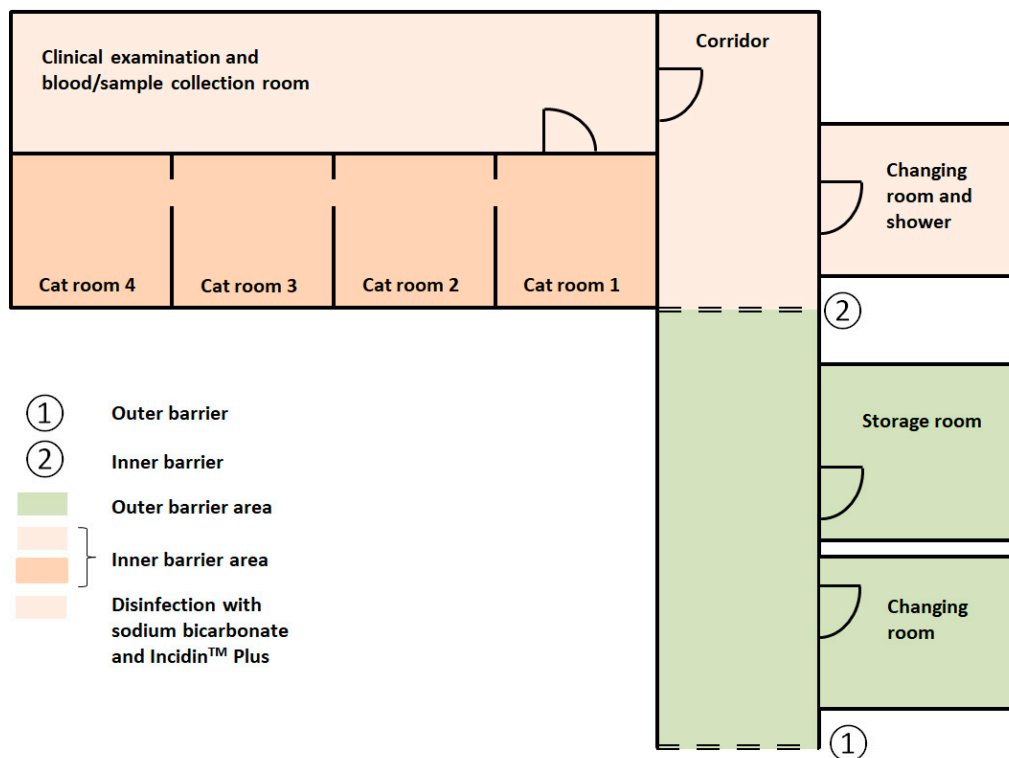 Clinical examination and
blood/sample collection room
Corridor
Changing
room and
shower
Cat room 4
Cat room 3
Cat room 2
Cat room 1
2
1 Outer barrier
2 Inner barrier
Storage room
Outer barrier area
Inner barrier area
Disinfection with
sodium bicarbonate
and Incidin™ Plus
Changing
room
1